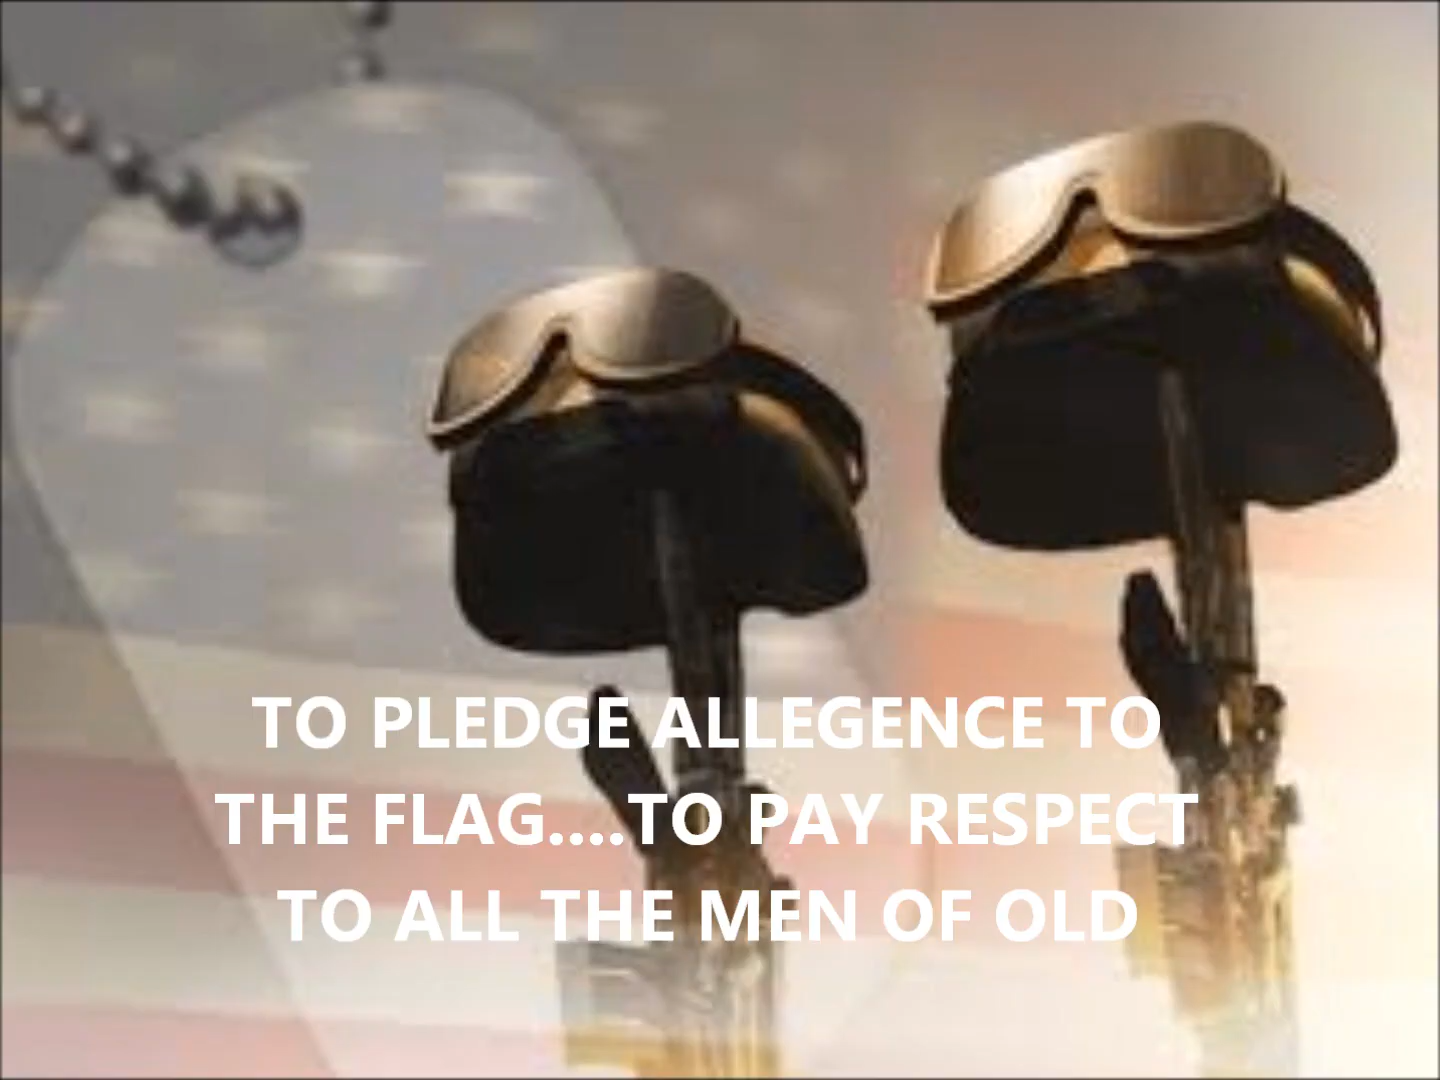 TO PLEDGE ALLEGENCE TO
THE FLAG....TO PAY RESPECT
TO ALL THE MEN OF OLD